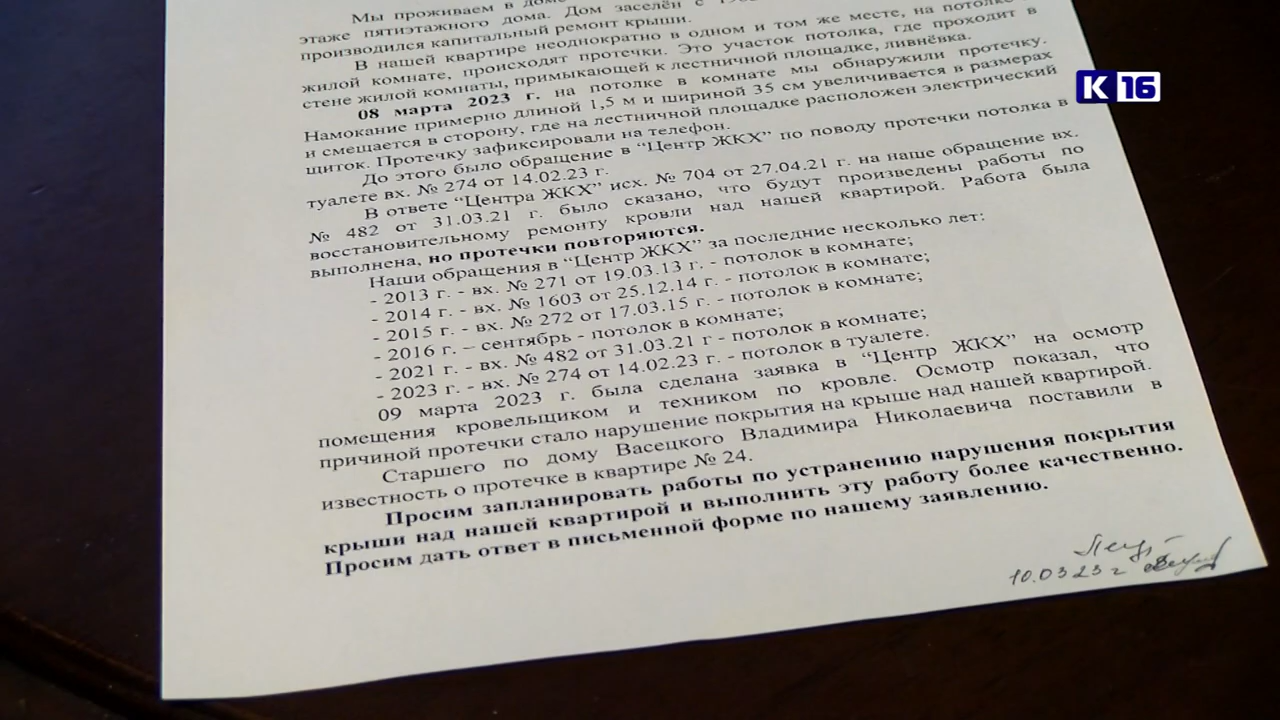 Мы проживаем в доме
этаже пятиэтажного дома. Дом заселён с
производился капитальный ремонт крыши.
В нашей квартире неоднократно в одном и том же месте, на потолке в
жилой комнате, происходят протечки. Это участок потолка, где проходит в
стене жилой комнаты, примыкающей к лестничной площадке, ливнёвка.
08 марта 2023 г. на потолке в комнате мы обнаружили протечку.
Намокание примерно длиной 1,5 м и шириной 35 см увеличивается в размерах
и смещается в сторону, где на лестничной площадке расположен электрический
щиток. Протечку зафиксировали на телефон.
До этого было обращение в “Центр ЖКХ” по поводу протечки потолка в
туалете вх. № 274 от 14.02.23 г.
В ответе “Центра ЖКХ” исх. № 704 от 27.04.21 г. на наше обращение вх.
№ 482 от 31.03.21 г. было сказано, что будут произведены работы по
восстановительному ремонту кровли над нашей квартирой. Работа была
выполнена, но протечки повторяются.
Наши обращения в “Центр ЖКХ” за последние несколько лет:
- 2013 г. - вх. № 271 от 19.03.13 г. - потолок в комнате;
- 2014 г. - вх. № 1603 от 25.12.14 г. - потолок в комнате;
- 2015 г. - вх. № 272 от 17.03.15 г. - потолок в комнате;
- 2016 г. – сентябрь - потолок в комнате;
- 2021 г. - вх. № 482 от 31.03.21 г - потолок в комнате;
- 2023 г. - вх. № 274 от 14.02.23 г. - потолок в туалете.
09 марта 2023 г. была сделана заявка в “Центр ЖКХ” на осмотр
помещения кровельщиком и техником по кровле. Осмотр показал, что
причиной протечки стало нарушение покрытия на крыше над нашей квартирой.
Старшего по дому Васецкого Владимира Николаевича поставили в
известность о протечке в квартире № 24.
Просим запланировать работы по устранению нарушения покрытия
крыши над нашей квартирой и выполнить эту работу более качественно.
Просим дать ответ в письменной форме по нашему заявлению.
10.03 23 г
К 16